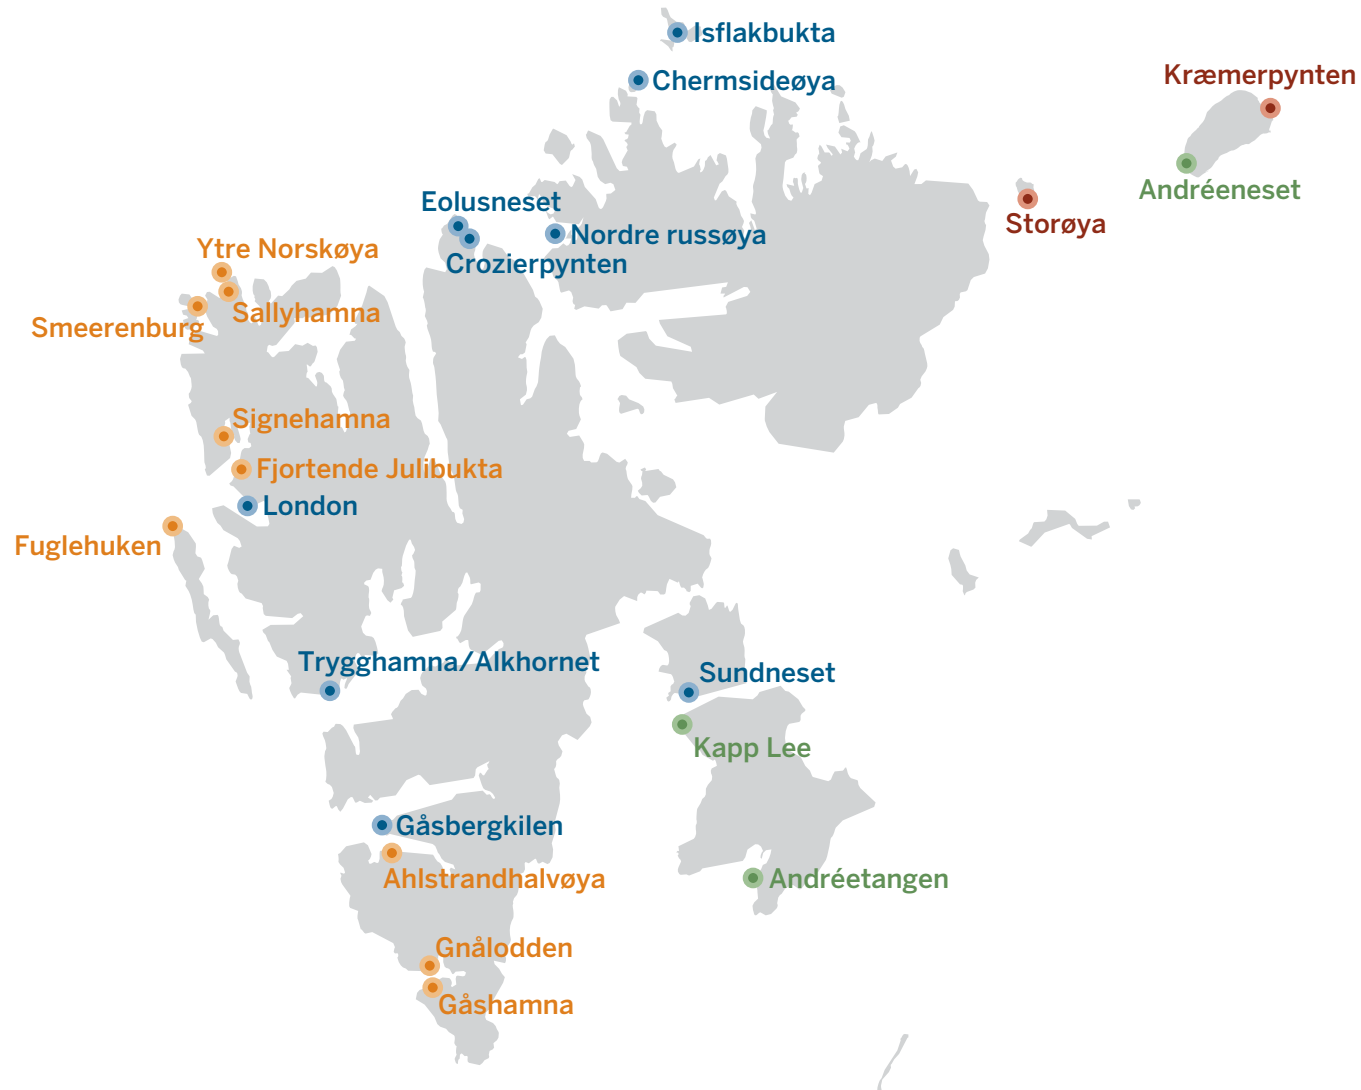 Isflakbukta
Chermsideøya
Kræmerpynten
Andréeneset
Storøya
Eolusneset
Nordre russøya
Crozierpynten
Ytre Norskøya
Sallyhamna
Smeerenburg
Signehamna
Fjortende Julibukta
London
Fuglehuken
Trygghamna/Alkhornet
Sundneset
Kapp Lee
Gåsbergkilen
Ahlstrandhalvøya
Andréetangen
Gnålodden
Gåshamna